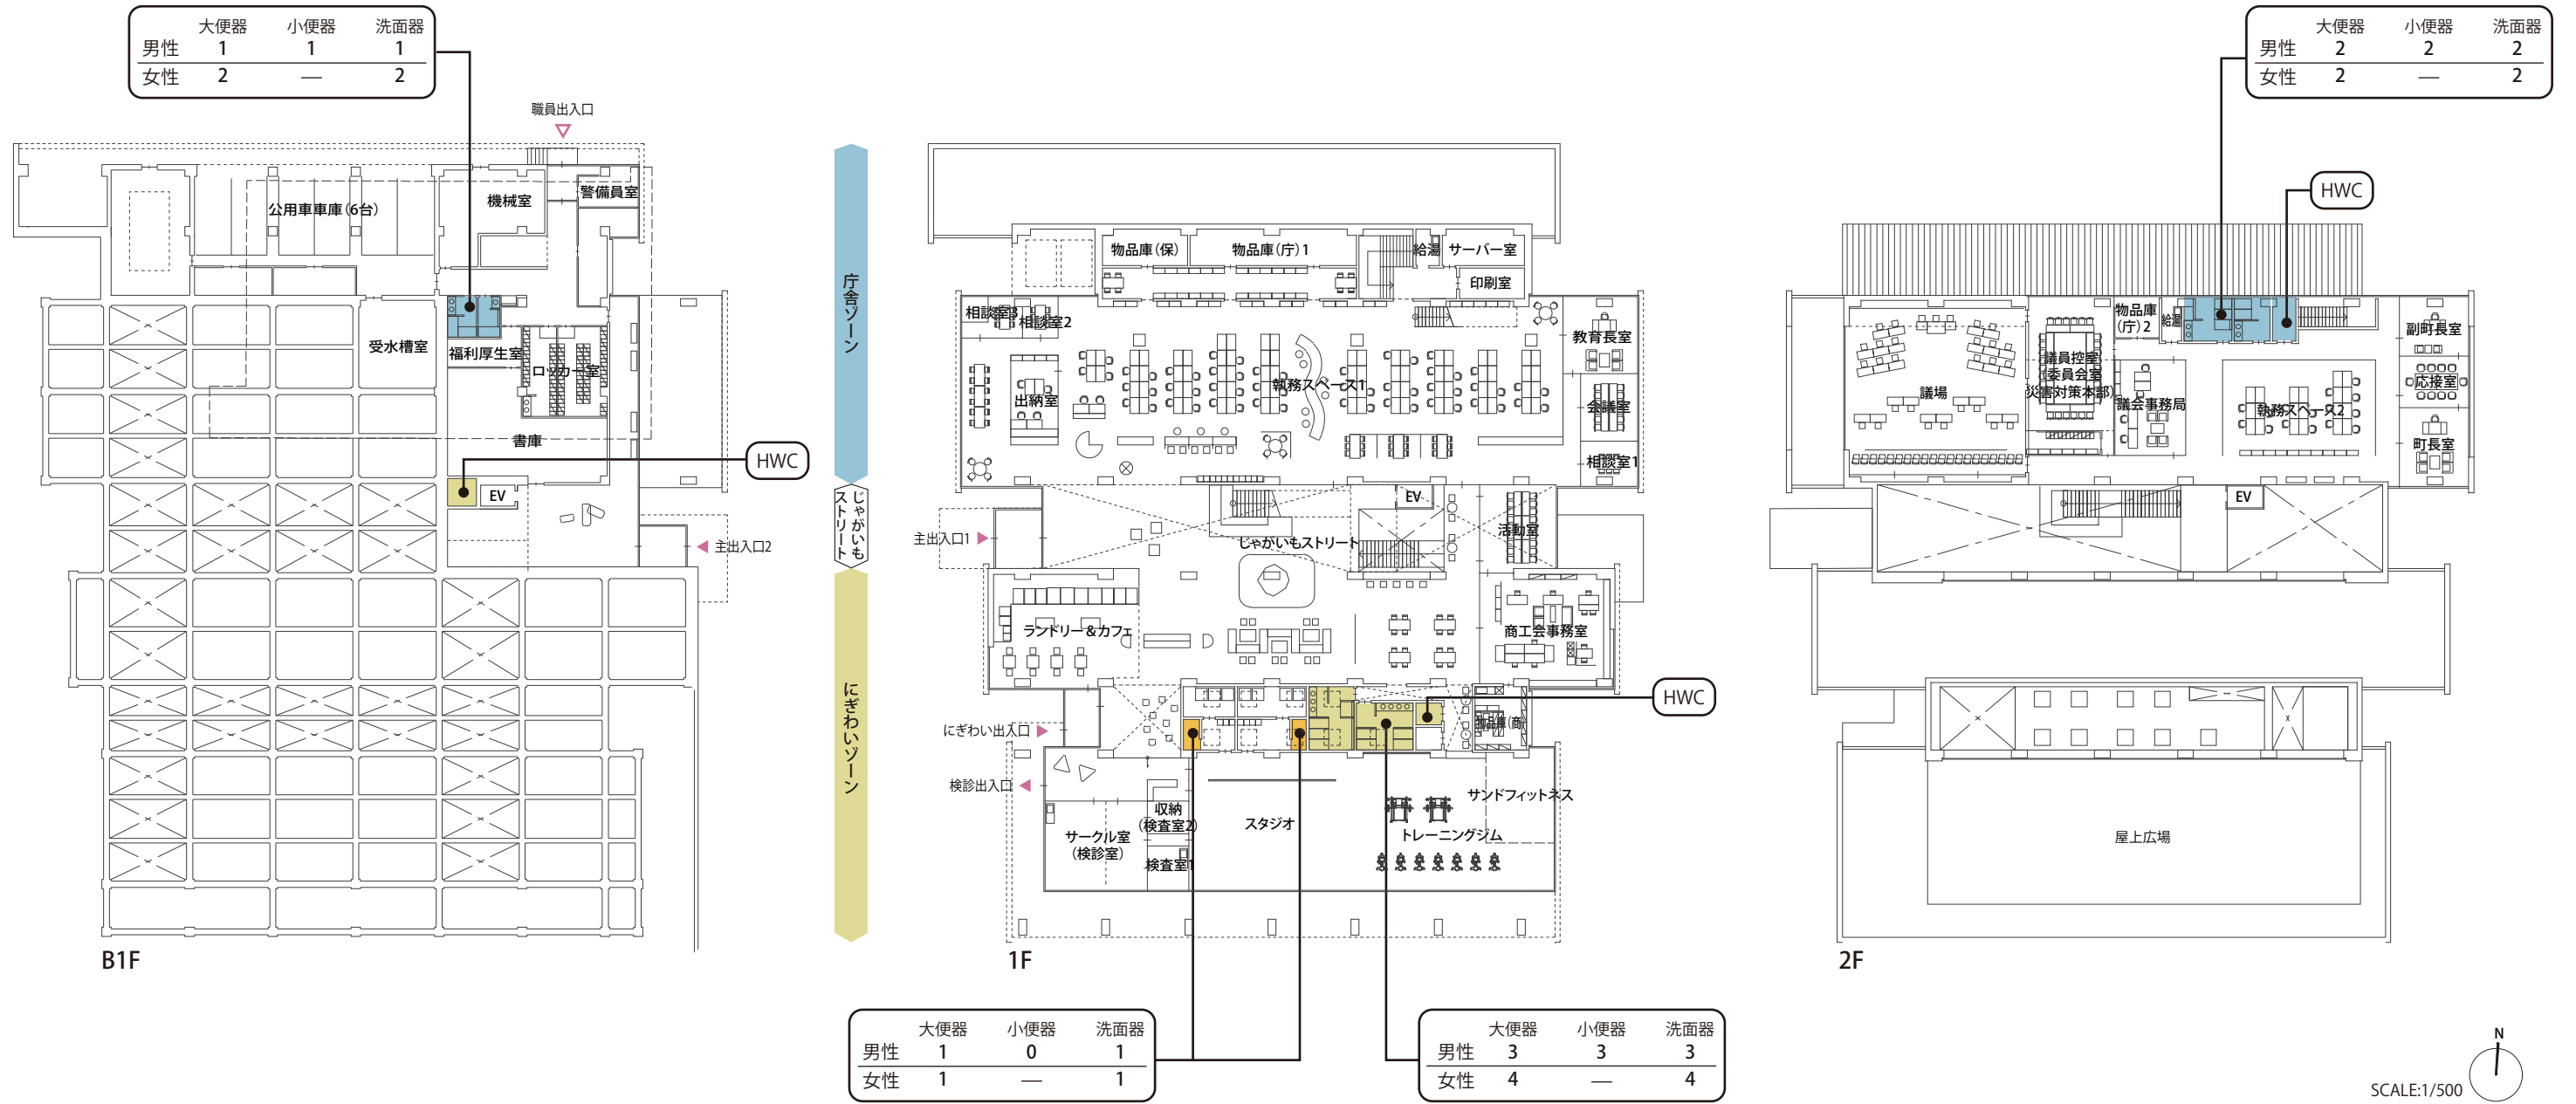 大便器 小便器 洗面器
男性 1 1 1
女性 2 — 2
職員出入口
公用車車庫(6台)
機械室
警備員室
受水槽室
福利厚生室
ロッカー室
書庫
HWC
EV
主出入口2
B1F
庁舎ゾーン
じゃがいも
ストリート
にぎわいゾーン
物品庫(保)
物品庫(庁)1
給湯
サーバー室
印刷室
相談室3
相談室2
教育長室
執務スペース1
出納室
会議室
相談室1
EV
主出入口1
じゃがいもストリート
活動室
ランドリー&カフェ
商工会事務室
HWC
物品庫(商)
にぎわい出入口
検診出入口
収納
(検査室2)
サークル室
(検診室)
検査室1
スタジオ
サンドフィットネス
トレーニングジム
1F
大便器 小便器 洗面器
男性 1 0 1
女性 1 — 1
大便器 小便器 洗面器
男性 3 3 3
女性 4 — 4
大便器 小便器 洗面器
男性 2 2 2
女性 2 — 2
HWC
物品庫
(庁)2
給湯
副町長室
議員控室
委員会室
(災害対策本部)
議場
議会事務局
執務スペース2
応接室
町長室
EV
屋上広場
2F
N
SCALE:1/500